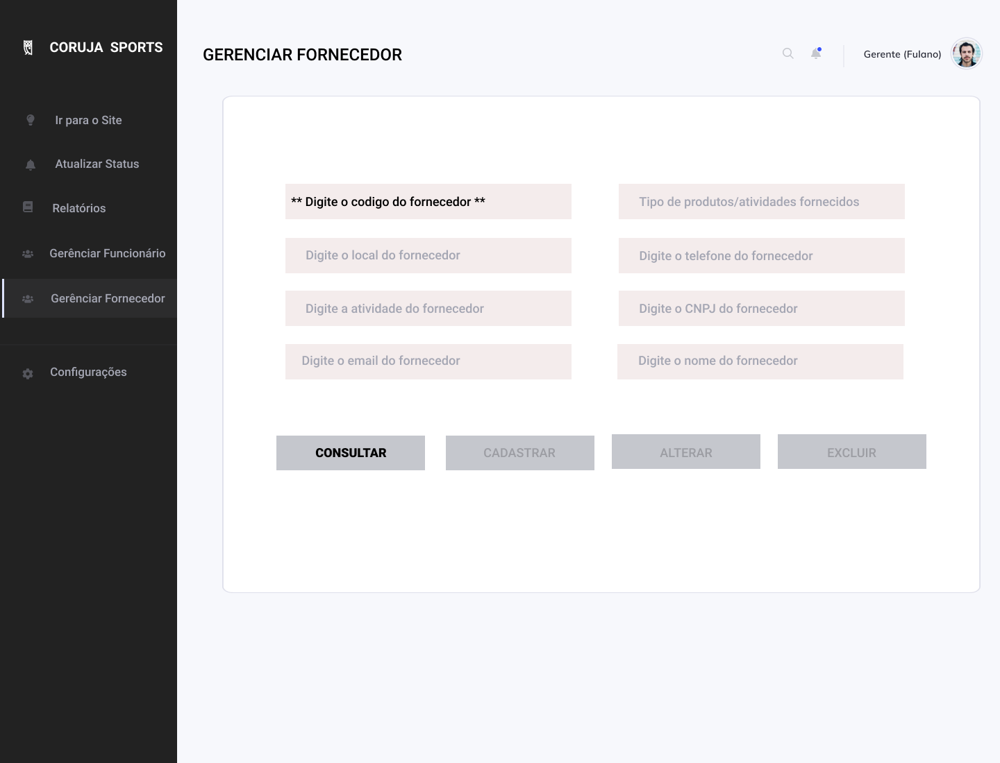 CORUJA SPORTS
Ir para o Site
Atualizar Status
Relatórios
Gerênciar Funcionário
Gerênciar Fornecedor
Configurações
GERENCIAR FORNECEDOR
Gerente (Fulano)
** Digite o codigo do fornecedor **
Tipo de produtos/atividades fornecidos
Digite o local do fornecedor
Digite o telefone do fornecedor
Digite a atividade do fornecedor
Digite o CNPJ do fornecedor
Digite o email do fornecedor
Digite o nome do fornecedor
CONSULTAR
CADASTRAR
ALTERAR
EXCLUIR